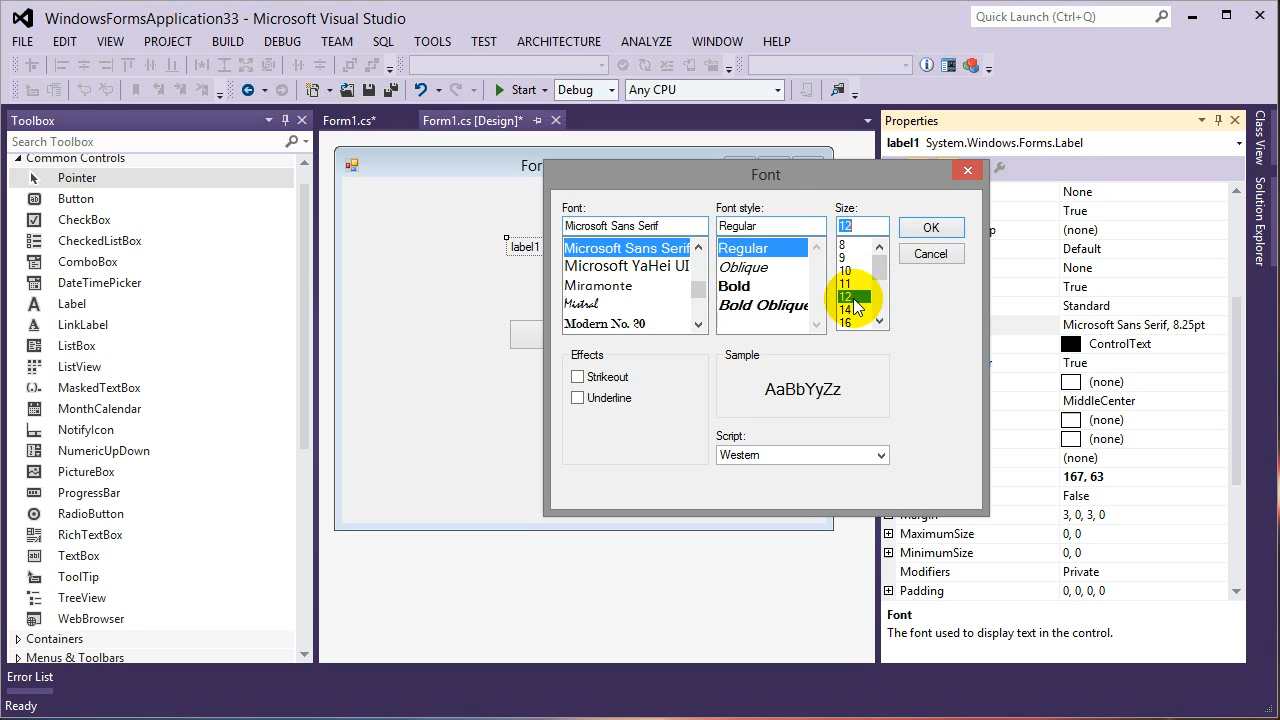 WindowsFormsApplication33 - Microsoft Visual Studio
Quick Launch (Ctrl+Q)
FILE EDIT VIEW PROJECT BUILD DEBUG TEAM SQL TOOLS TEST ARCHITECTURE ANALYZE WINDOW HELP
Start Debug Any CPU
Toolbox
Search Toolbox
Common Controls
Pointer
Button
CheckBox
CheckedListBox
ComboBox
DateTimePicker
Label
LinkLabel
ListBox
ListView
MaskedTextBox
MonthCalendar
NotifyIcon
NumericUpDown
PictureBox
ProgressBar
RadioButton
RichTextBox
TextBox
ToolTip
TreeView
WebBrowser
Containers
Menus & Toolbars
Form1.cs* Form1.cs [Design]*
label1
Font
Font: Font style: Size:
Microsoft Sans Serif Regular 12
Microsoft Sans Serif
Microsoft YaHei UI
Miramonte
Mistral
Modern No. 20
Regular
Oblique
Bold
Bold Oblique
8
9
10
11
12
14
16
OK
Cancel
Effects
Strikeout
Underline
Sample
AaBbYyZz
Script:
Western
Properties
label1 System.Windows.Forms.Label
None
True
(none)
Default
None
True
Standard
Microsoft Sans Serif, 8.25pt
ControlText
True
(none)
MiddleCenter
(none)
(none)
(none)
167, 63
False
3, 0, 3, 0
MaximumSize 0, 0
MinimumSize 0, 0
Modifiers Private
Padding 0, 0, 0, 0
Font
The font used to display text in the control.
Class View
Solution Explorer
Error List
Ready